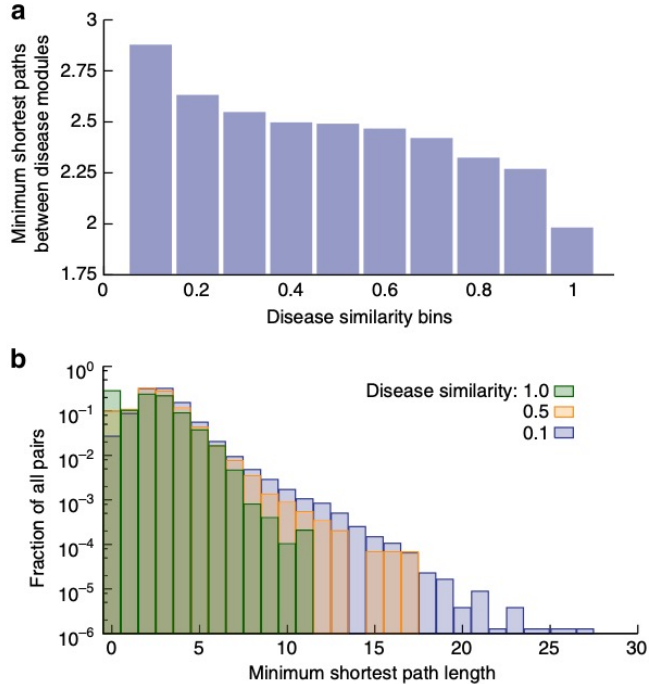 a
3
2.75
2.5
2.25
2
1.75
Minimum shortest paths
between disease modules
0 0.2 0.4 0.6 0.8 1
Disease similarity bins
b
10⁰
10⁻¹
10⁻²
10⁻³
10⁻⁴
10⁻⁵
10⁻⁶
Fraction of all pairs
Disease similarity: 1.0
0.5
0.1
0 5 10 15 20 25 30
Minimum shortest path length